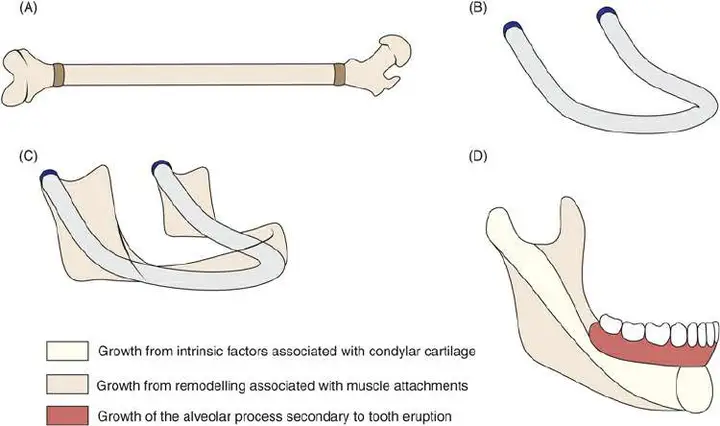 (A)
(B)
(C)
(D)
Growth from intrinsic factors associated with condylar cartilage
Growth from remodelling associated with muscle attachments
Growth of the alveolar process secondary to tooth eruption